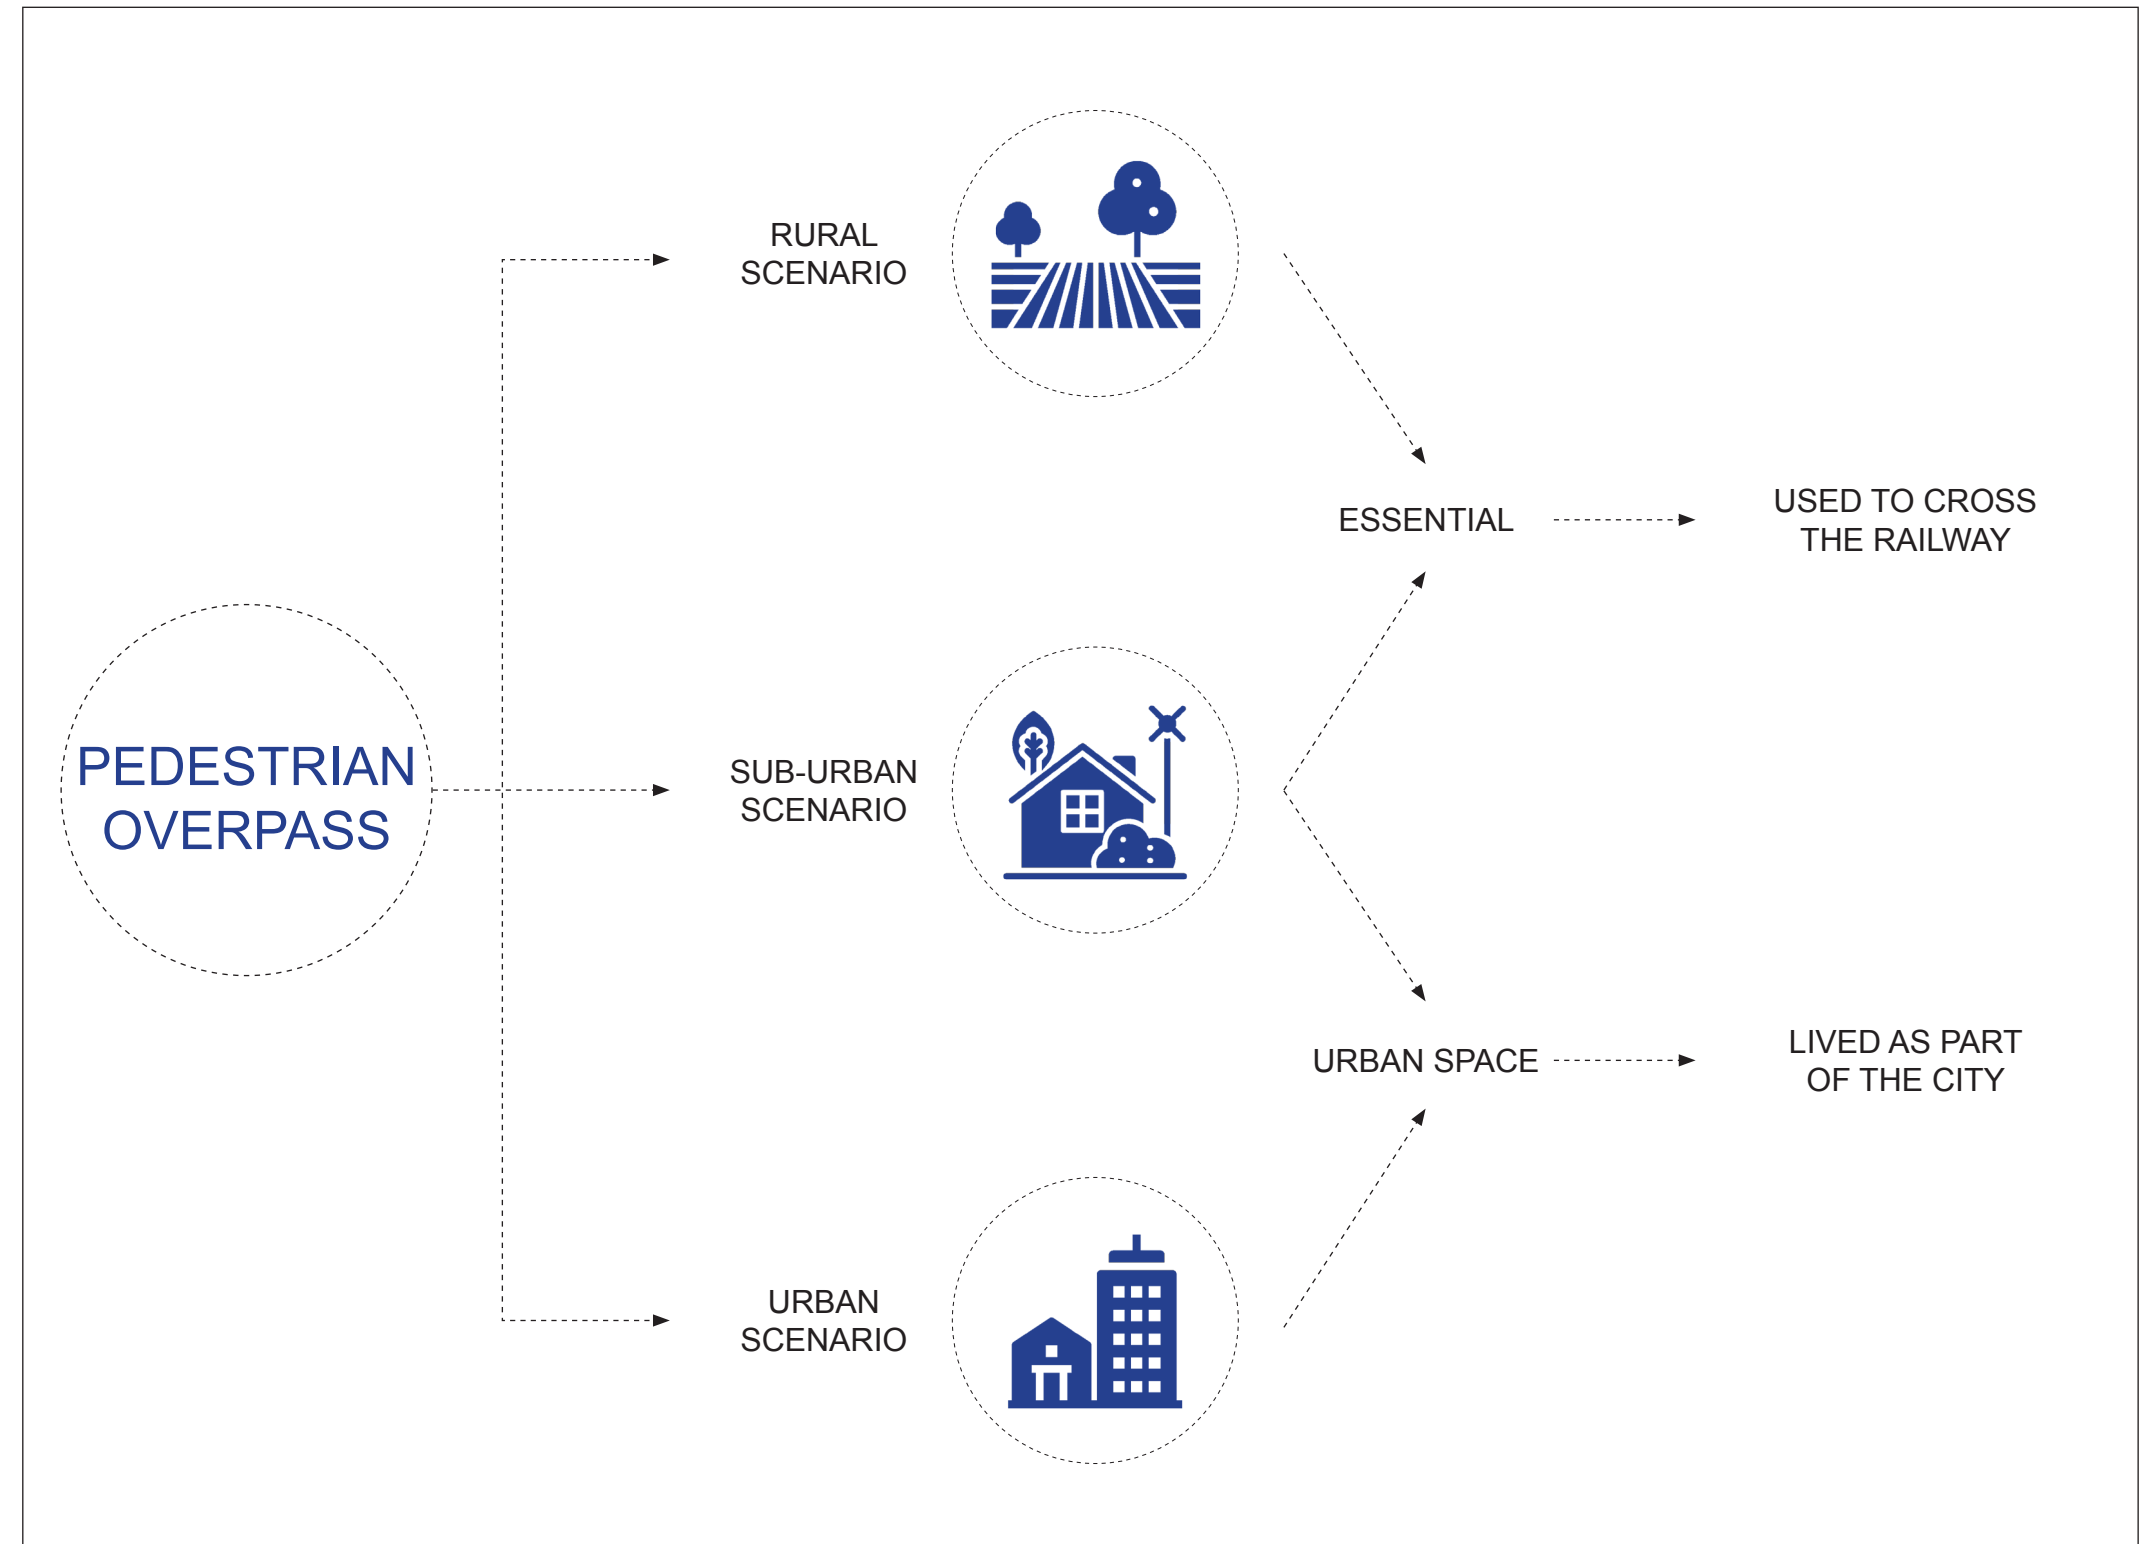 RURAL
SCENARIO
ESSENTIAL
USED TO CROSS
THE RAILWAY
PEDESTRIAN
OVERPASS
SUB-URBAN
SCENARIO
URBAN SPACE
LIVED AS PART
OF THE CITY
URBAN
SCENARIO